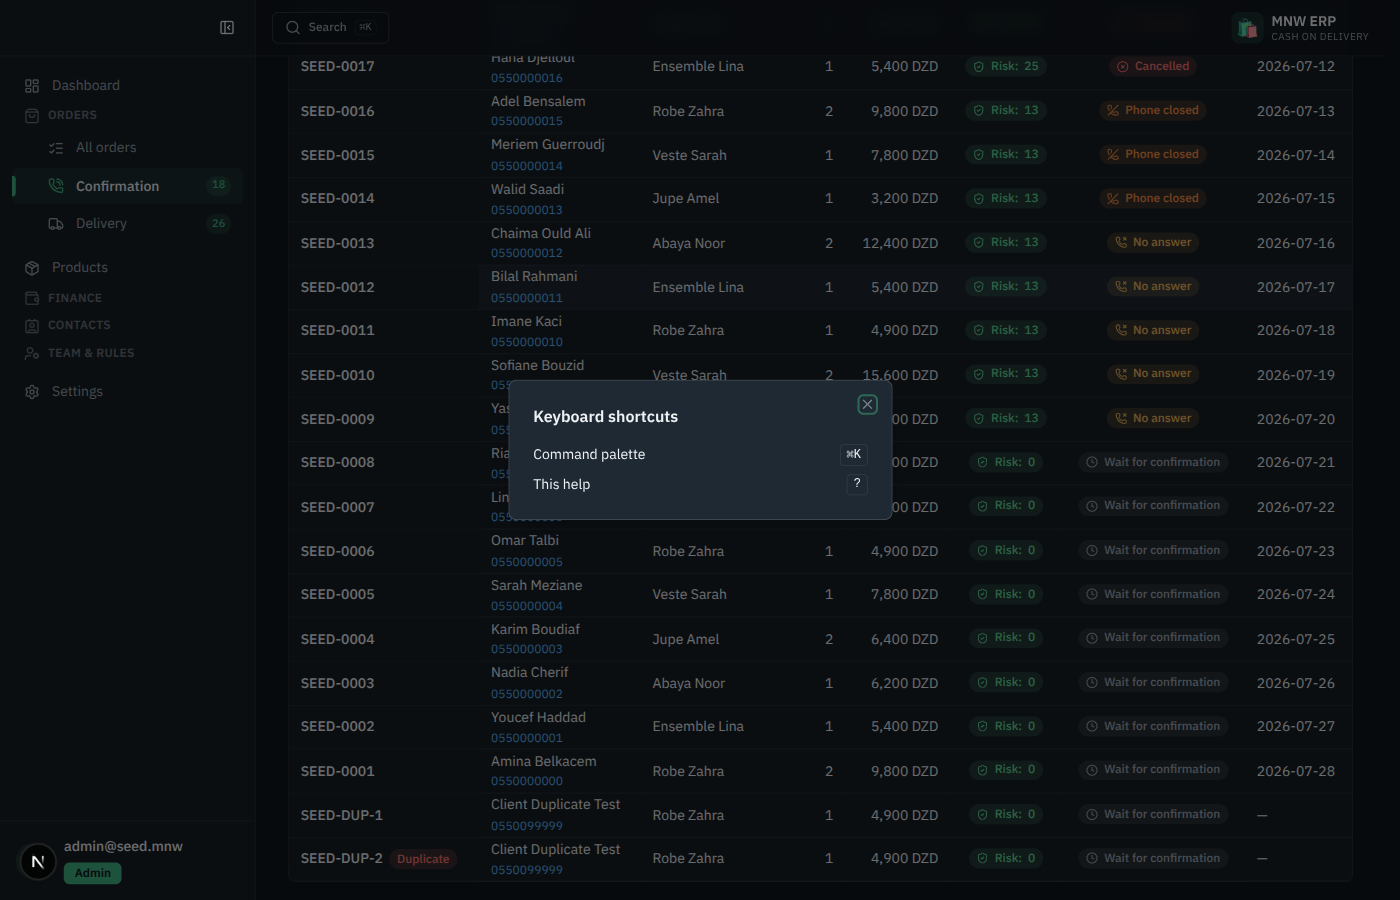 Search ⌘K
MNW ERP
CASH ON DELIVERY
Dashboard
ORDERS
All orders
Confirmation 18
Delivery 26
Products
FINANCE
CONTACTS
TEAM & RULES
Settings
admin@seed.mnw
N
Admin
SEED-0017 Hana Djelloul 0550000016 Ensemble Lina 1 5,400 DZD Risk: 25 Cancelled 2026-07-12
SEED-0016 Adel Bensalem 0550000015 Robe Zahra 2 9,800 DZD Risk: 13 Phone closed 2026-07-13
SEED-0015 Meriem Guerroudj 0550000014 Veste Sarah 1 7,800 DZD Risk: 13 Phone closed 2026-07-14
SEED-0014 Walid Saadi 0550000013 Jupe Amel 1 3,200 DZD Risk: 13 Phone closed 2026-07-15
SEED-0013 Chaima Ould Ali 0550000012 Abaya Noor 2 12,400 DZD Risk: 13 No answer 2026-07-16
SEED-0012 Bilal Rahmani 0550000011 Ensemble Lina 1 5,400 DZD Risk: 13 No answer 2026-07-17
SEED-0011 Imane Kaci 0550000010 Robe Zahra 1 4,900 DZD Risk: 13 No answer 2026-07-18
SEED-0010 Sofiane Bouzid 055 Veste Sarah 2 15,600 DZD Risk: 13 No answer 2026-07-19
SEED-0009 Yas 055 00 DZD Risk: 13 No answer 2026-07-20
SEED-0008 Ria 055 00 DZD Risk: 0 Wait for confirmation 2026-07-21
SEED-0007 Lin 00 DZD Risk: 0 Wait for confirmation 2026-07-22
SEED-0006 Omar Talbi 0550000005 Robe Zahra 1 4,900 DZD Risk: 0 Wait for confirmation 2026-07-23
SEED-0005 Sarah Meziane 0550000004 Veste Sarah 1 7,800 DZD Risk: 0 Wait for confirmation 2026-07-24
SEED-0004 Karim Boudiaf 0550000003 Jupe Amel 2 6,400 DZD Risk: 0 Wait for confirmation 2026-07-25
SEED-0003 Nadia Cherif 0550000002 Abaya Noor 1 6,200 DZD Risk: 0 Wait for confirmation 2026-07-26
SEED-0002 Youcef Haddad 0550000001 Ensemble Lina 1 5,400 DZD Risk: 0 Wait for confirmation 2026-07-27
SEED-0001 Amina Belkacem 0550000000 Robe Zahra 2 9,800 DZD Risk: 0 Wait for confirmation 2026-07-28
SEED-DUP-1 Client Duplicate Test 0550099999 Robe Zahra 1 4,900 DZD Risk: 0 Wait for confirmation —
SEED-DUP-2 Duplicate Client Duplicate Test 0550099999 Robe Zahra 1 4,900 DZD Risk: 0 Wait for confirmation —
Keyboard shortcuts
Command palette ⌘K
This help ?